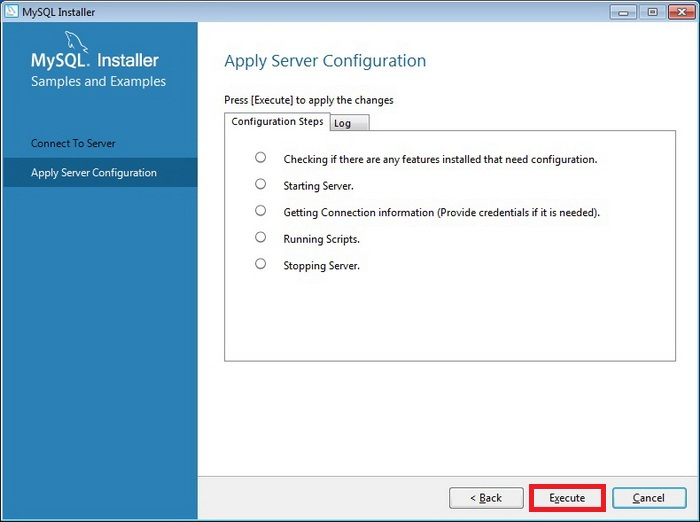 MySQL Installer
MySQL. Installer
Samples and Examples
Connect To Server
Apply Server Configuration
Apply Server Configuration
Press [Execute] to apply the changes
Configuration Steps Log
Checking if there are any features installed that need configuration.
Starting Server.
Getting Connection information (Provide credentials if it is needed).
Running Scripts.
Stopping Server.
< Back Execute Cancel